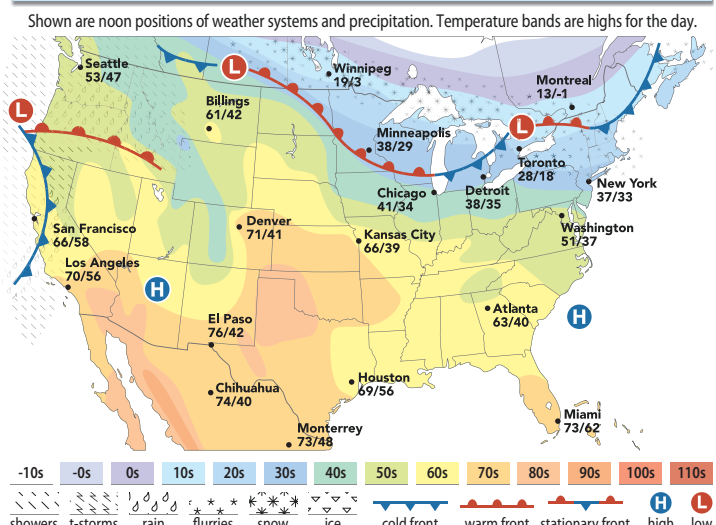 Shown are noon positions of weather systems and precipitation. Temperature bands are highs for the day.
Seattle
53/47
L
Winnipeg
19/3
Montreal
13/-1
Billings
61/42
L
Minneapolis
38/29
L
Toronto
28/18
New York
37/33
Chicago
41/34
Detroit
38/35
San Francisco
66/58
Denver
71/41
Kansas City
66/39
Washington
51/37
Los Angeles
70/56
H
El Paso
76/42
Atlanta
63/40
H
Houston
69/56
Chihuahua
74/40
Miami
73/62
Monterrey
73/48
-10s -0s 0s 10s 20s 30s 40s 50s 60s 70s 80s 90s 100s 110s
H L
showers t-storms rain flurries snow ice cold front warm front stationary front high low